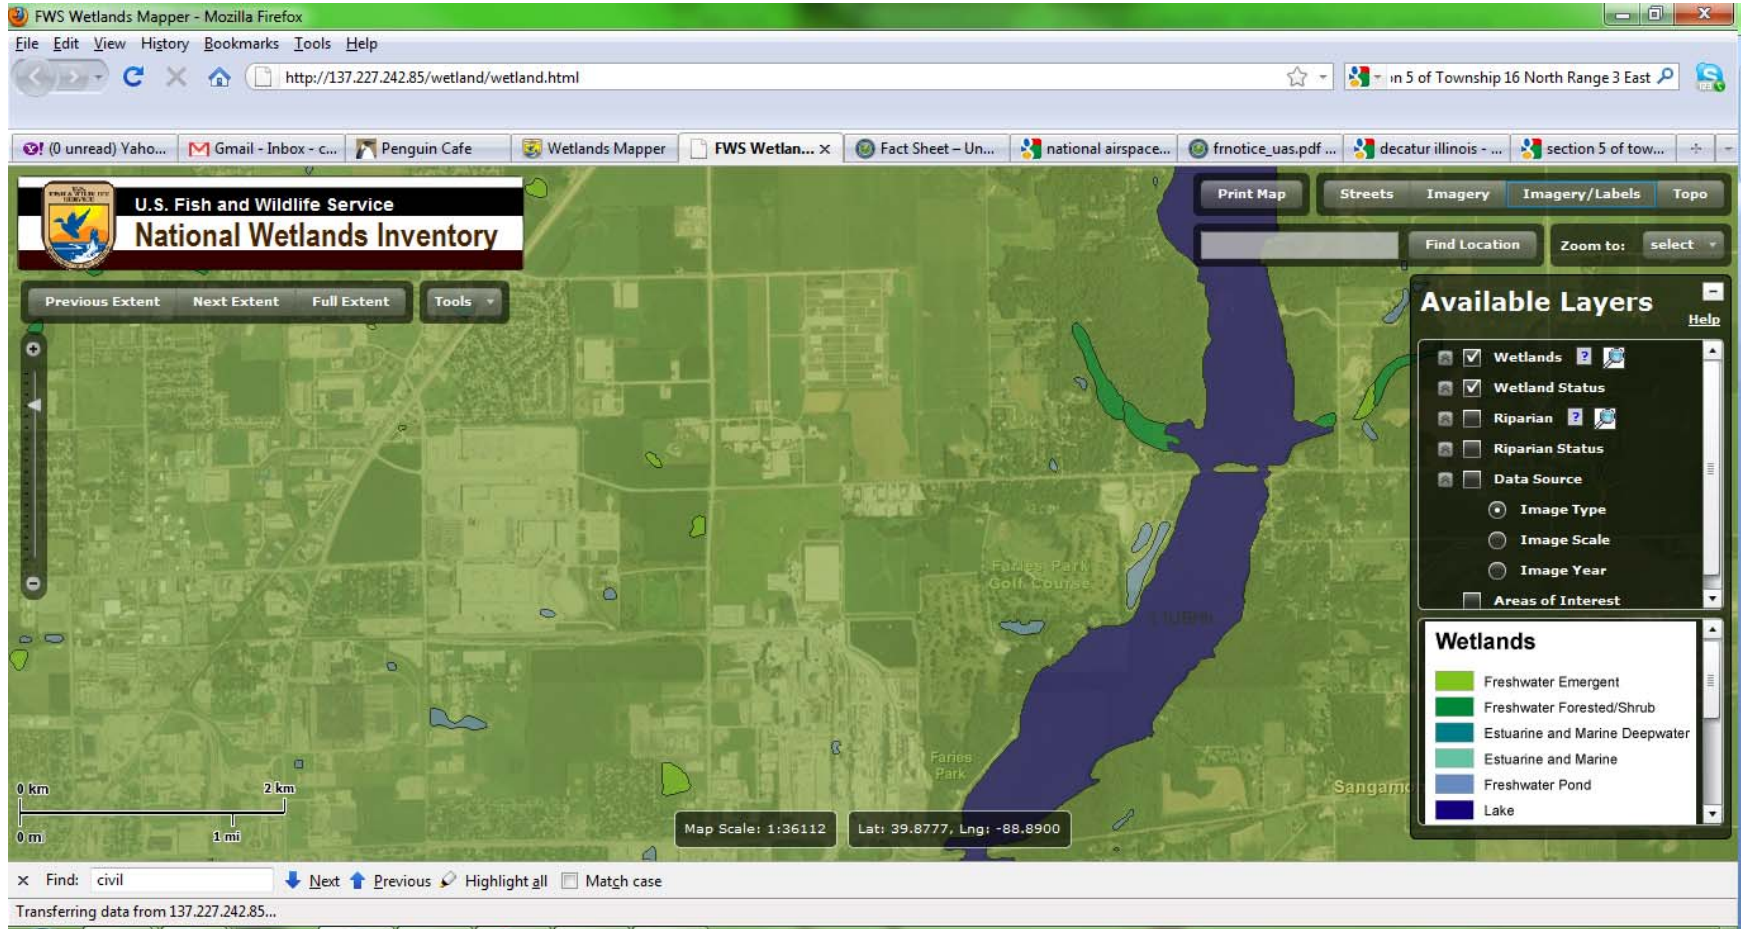 FWS Wetlands Mapper - Mozilla Firefox
File Edit View History Bookmarks Tools Help
http://137.227.242.85/wetland/wetland.html
5 of Township 16 North Range 3 East
(0 unread) Yaho... Gmail - Inbox - c... Penguin Cafe Wetlands Mapper FWS Wetlan... Fact Sheet – Un... national airspace... frnotice_uas.pdf ... decatur illinois - ... section 5 of tow...
U.S. Fish and Wildlife Service
National Wetlands Inventory
Print Map Streets Imagery Imagery/Labels Topo
Find Location Zoom to: select
Previous Extent Next Extent Full Extent Tools
Available Layers
Help
Wetlands ?
Wetland Status
Riparian ?
Riparian Status
Data Source
Image Type
Image Scale
Image Year
Areas of Interest
Faries Park
Golf Course
Faries
Park
Wetlands
Freshwater Emergent
Freshwater Forested/Shrub
Estuarine and Marine Deepwater
Estuarine and Marine
Freshwater Pond
Lake
0 km 2 km
0 mi 1 mi
Map Scale: 1:36112 Lat: 39.8777, Lng: -88.8900
Find: civil Next Previous Highlight all Match case
Transferring data from 137.227.242.85...